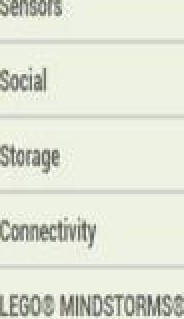 Sensors
Social
Storage
Connectivity
LEGO® MINDSTORMS®